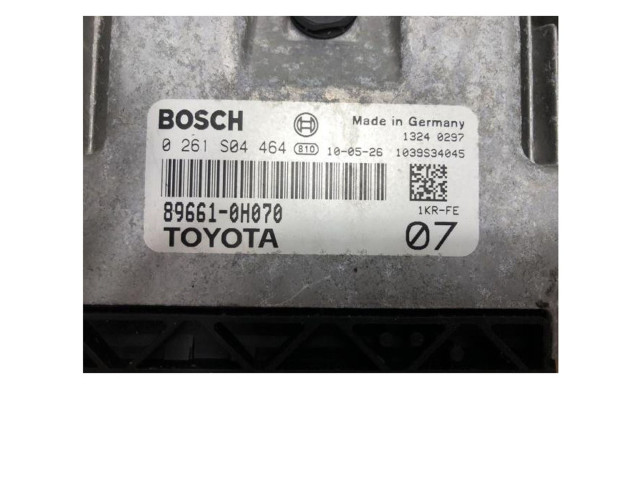 BOSCH Made in Germany
1324 0297
0 261 S04 464 810 10-05-26 1039S34045
89661-0H070 1KR-FE
TOYOTA 07